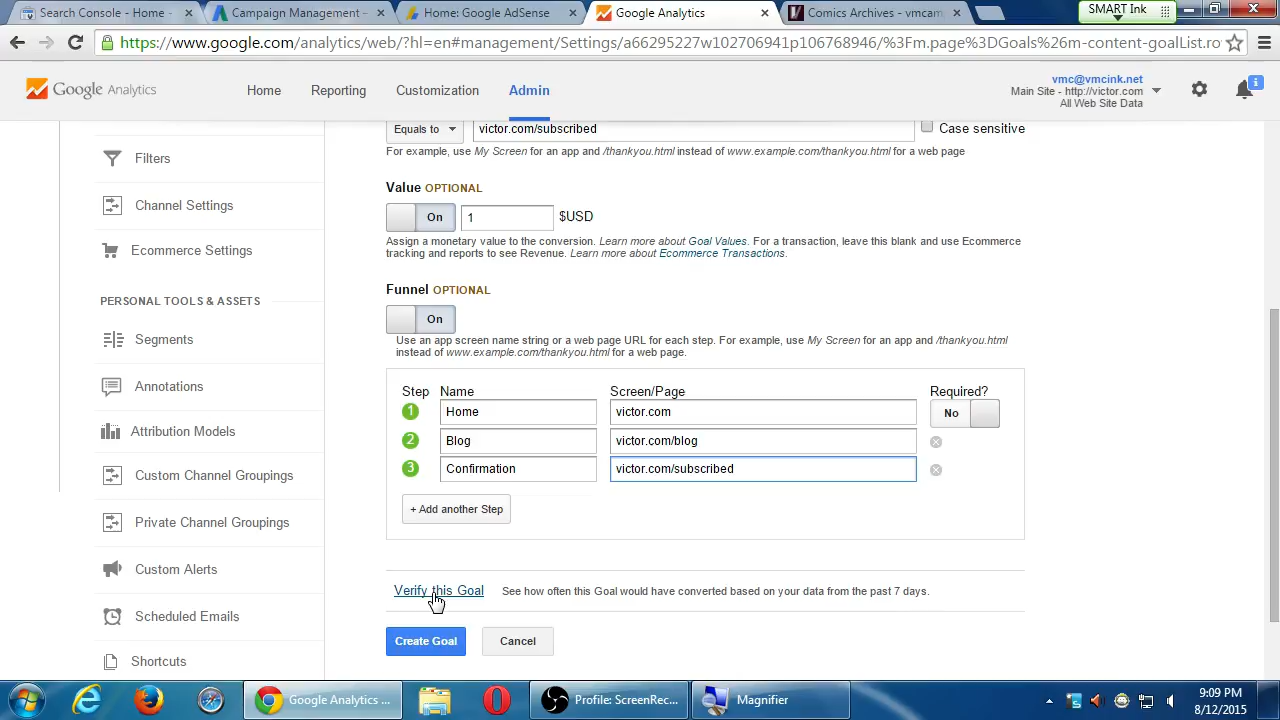 Search Console - Home -
Campaign Management -
Home: Google AdSense
Google Analytics
Comics Archives - vmcam
SMART Ink
https://www.google.com/analytics/web/?hl=en#management/Settings/a66295227w102706941p106768946/%3Fm.page%3DGoals%26m-content-goalList.ro
Google Analytics
Home
Reporting
Customization
Admin
vmc@vmcink.net
Main Site - http://victor.com
All Web Site Data
Filters
Channel Settings
Ecommerce Settings
PERSONAL TOOLS & ASSETS
Segments
Annotations
Attribution Models
Custom Channel Groupings
Private Channel Groupings
Custom Alerts
Scheduled Emails
Shortcuts
Equals to
victor.com/subscribed
Case sensitive
For example, use My Screen for an app and /thankyou.html instead of www.example.com/thankyou.html for a web page
Value OPTIONAL
On
1
$USD
Assign a monetary value to the conversion. Learn more about Goal Values. For a transaction, leave this blank and use Ecommerce
tracking and reports to see Revenue. Learn more about Ecommerce Transactions.
Funnel OPTIONAL
On
Use an app screen name string or a web page URL for each step. For example, use My Screen for an app and /thankyou.html
instead of www.example.com/thankyou.html for a web page.
Step Name Screen/Page Required?
1 Home victor.com No
2 Blog victor.com/blog
3 Confirmation victor.com/subscribed
+ Add another Step
Verify this Goal See how often this Goal would have converted based on your data from the past 7 days.
Create Goal
Cancel
Google Analytics ...
Profile: ScreenRec...
Magnifier
9:09 PM
8/12/2015